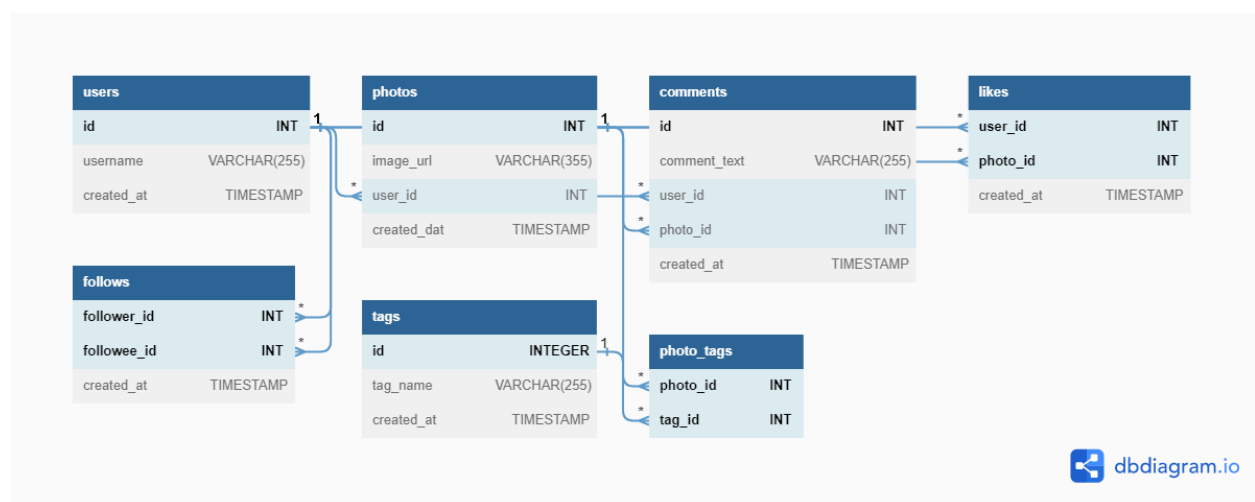 users
id INT
username VARCHAR(255)
created_at TIMESTAMP
photos
id INT
image_url VARCHAR(355)
user_id INT
created_dat TIMESTAMP
comments
id INT
comment_text VARCHAR(255)
user_id INT
photo_id INT
created_at TIMESTAMP
likes
user_id INT
photo_id INT
created_at TIMESTAMP
follows
follower_id INT
followee_id INT
created_at TIMESTAMP
tags
id INTEGER
tag_name VARCHAR(255)
created_at TIMESTAMP
photo_tags
photo_id INT
tag_id INT
1
1
1
*
*
*
*
*
*
*
*
*
dbdiagram.io